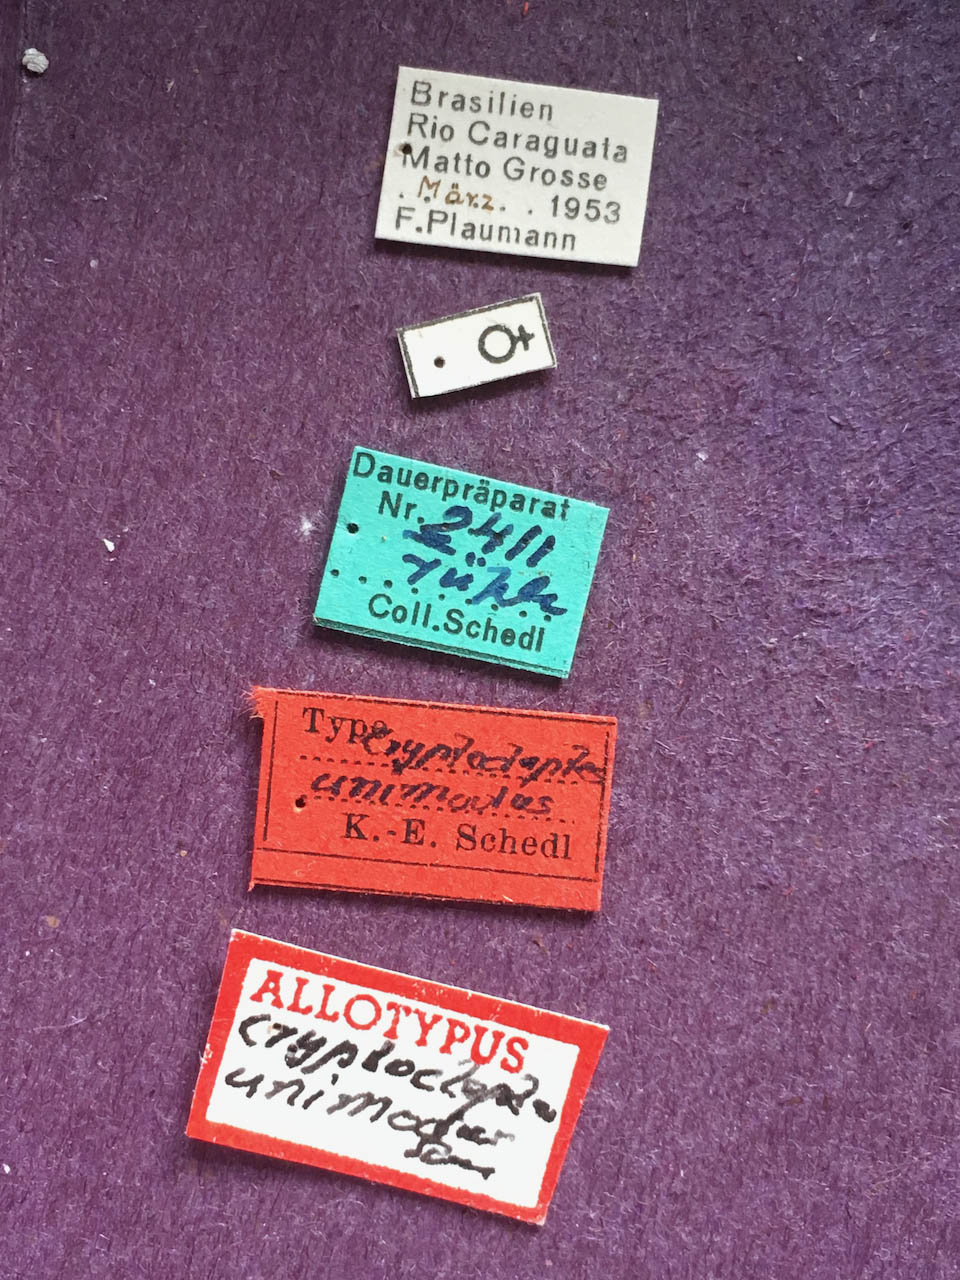 Brasilien
Rio Caraguata
Matto Grosse
. März. . 1953
F.Plaumann
♀
Dauerpräparat
Nr. 2411
Coll.Schedl
Type Cryptocleptes
unimodus
K.-E. Schedl
ALLOTYPUS
Cryptocleptes
unimodus